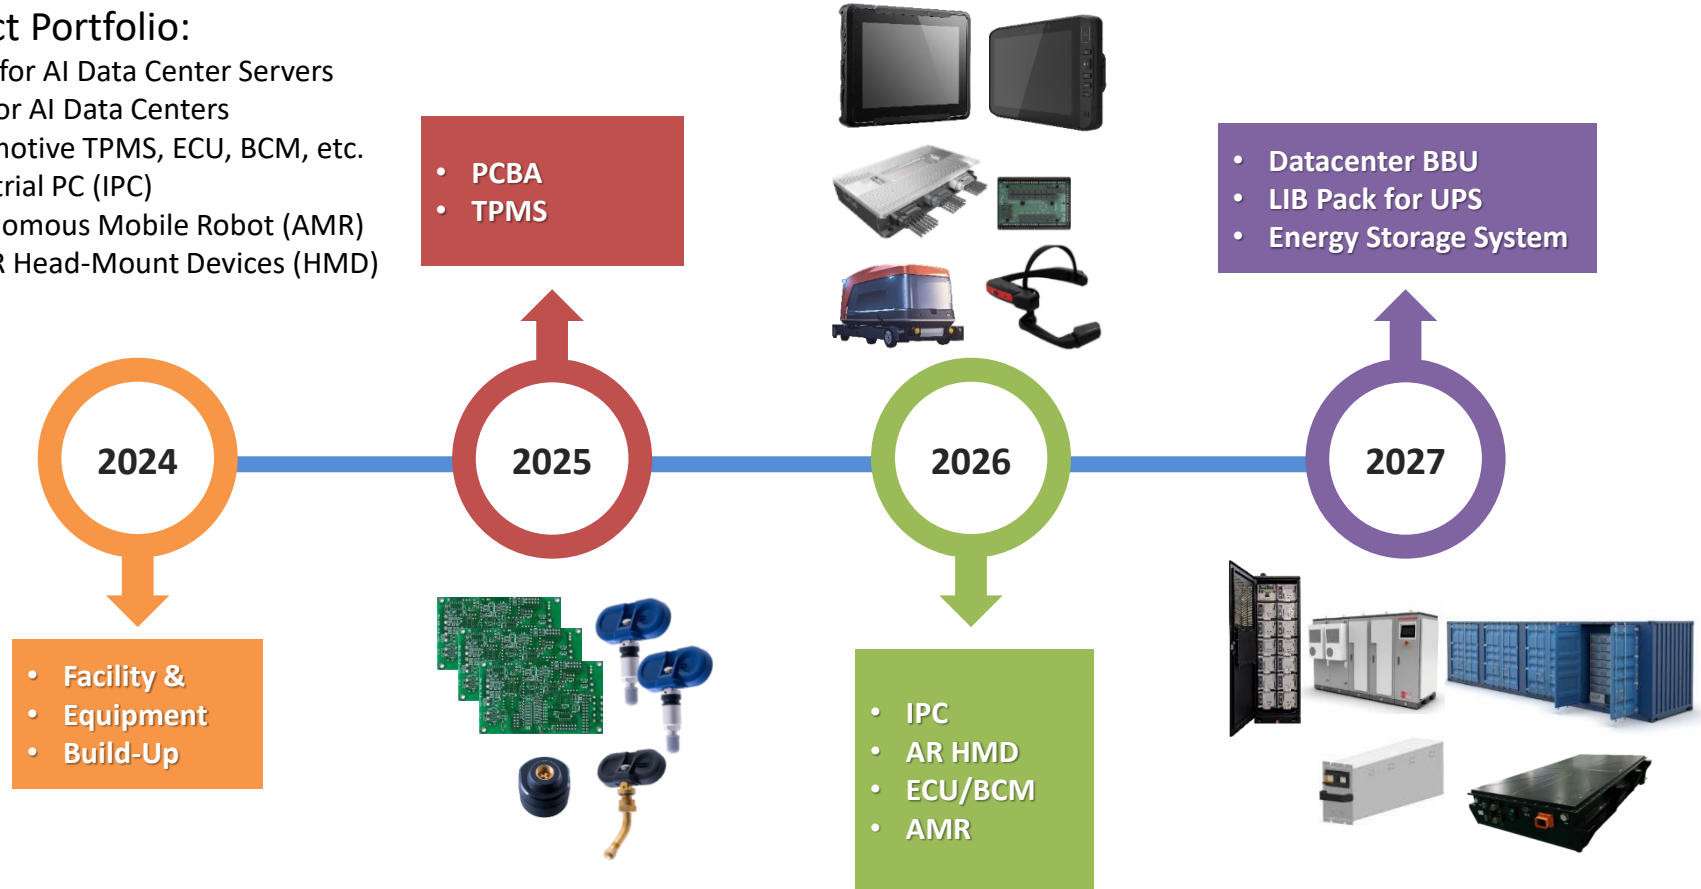 ct Portfolio:
for AI Data Center Servers
or AI Data Centers
motive TPMS, ECU, BCM, etc.
trial PC (IPC)
omous Mobile Robot (AMR)
R Head-Mount Devices (HMD)
• PCBA
• TPMS
• Datacenter BBU
• LIB Pack for UPS
• Energy Storage System
2024
2025
2026
2027
• Facility &
• Equipment
• Build-Up
• IPC
• AR HMD
• ECU/BCM
• AMR